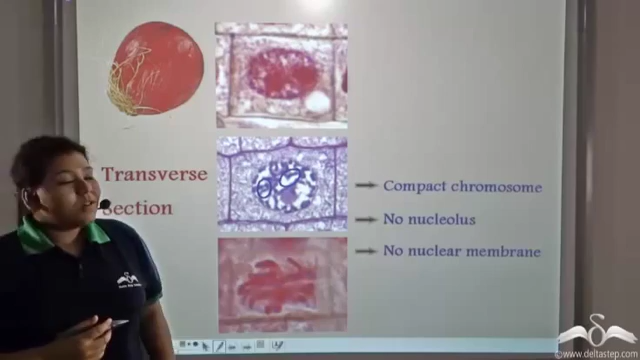 Transverse
Section
Compact chromosome
No nucleolus
No nuclear membrane
©www.deltastep.com